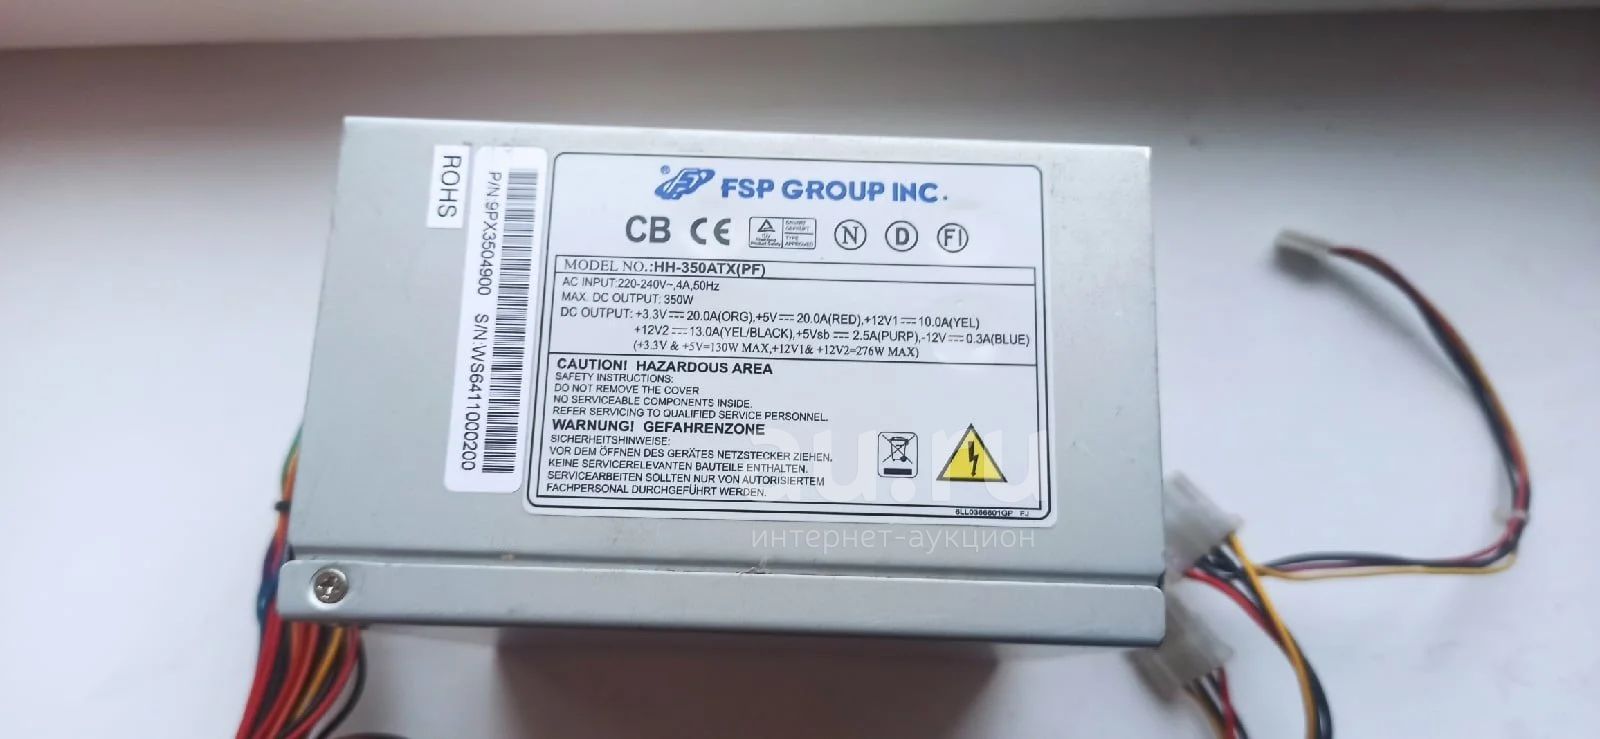 ROHS
P/N:9PX3504900 S/N:WS6411000200
FSP GROUP INC.
CB CE
TYPE
APPROVED
N D FI
MODEL NO.:HH-350ATX(PF)
AC INPUT:220-240V~,4A,50Hz
MAX. DC OUTPUT: 350W
DC OUTPUT: +3.3V⎓20.0A(ORG),+5V⎓20.0A(RED),+12V1⎓10.0A(YEL)
+12V2⎓13.0A(YEL/BLACK),+5Vsb⎓2.5A(PURP),-12V⎓0.3A(BLUE)
(+3.3V & +5V=130W MAX,+12V1& +12V2=276W MAX)
CAUTION! HAZARDOUS AREA
SAFETY INSTRUCTIONS:
DO NOT REMOVE THE COVER
NO SERVICEABLE COMPONENTS INSIDE.
REFER SERVICING TO QUALIFIED SERVICE PERSONNEL.
WARNUNG! GEFAHRENZONE
SICHERHEITSHINWEISE:
VOR DEM ÖFFNEN DES GERÄTES NETZSTECKER ZIEHEN.
KEINE SERVICERELEVANTEN BAUTEILE ENTHALTEN.
SERVICEARBEITEN SOLLTEN NUR VON AUTORISIERTEM
FACHPERSONAL DURCHGEFÜHRT WERDEN.
au.ru
интернет-аукцион